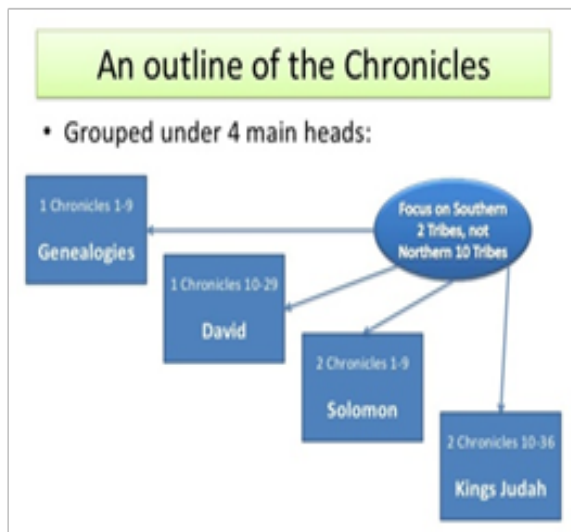 An outline of the Chronicles
• Grouped under 4 main heads:
1 Chronicles 1-9
Genealogies
Focus on Southern
2 Tribes, not
Northern 10 Tribes
1 Chronicles 10-29
David
2 Chronicles 1-9
Solomon
2 Chronicles 10-36
Kings Judah